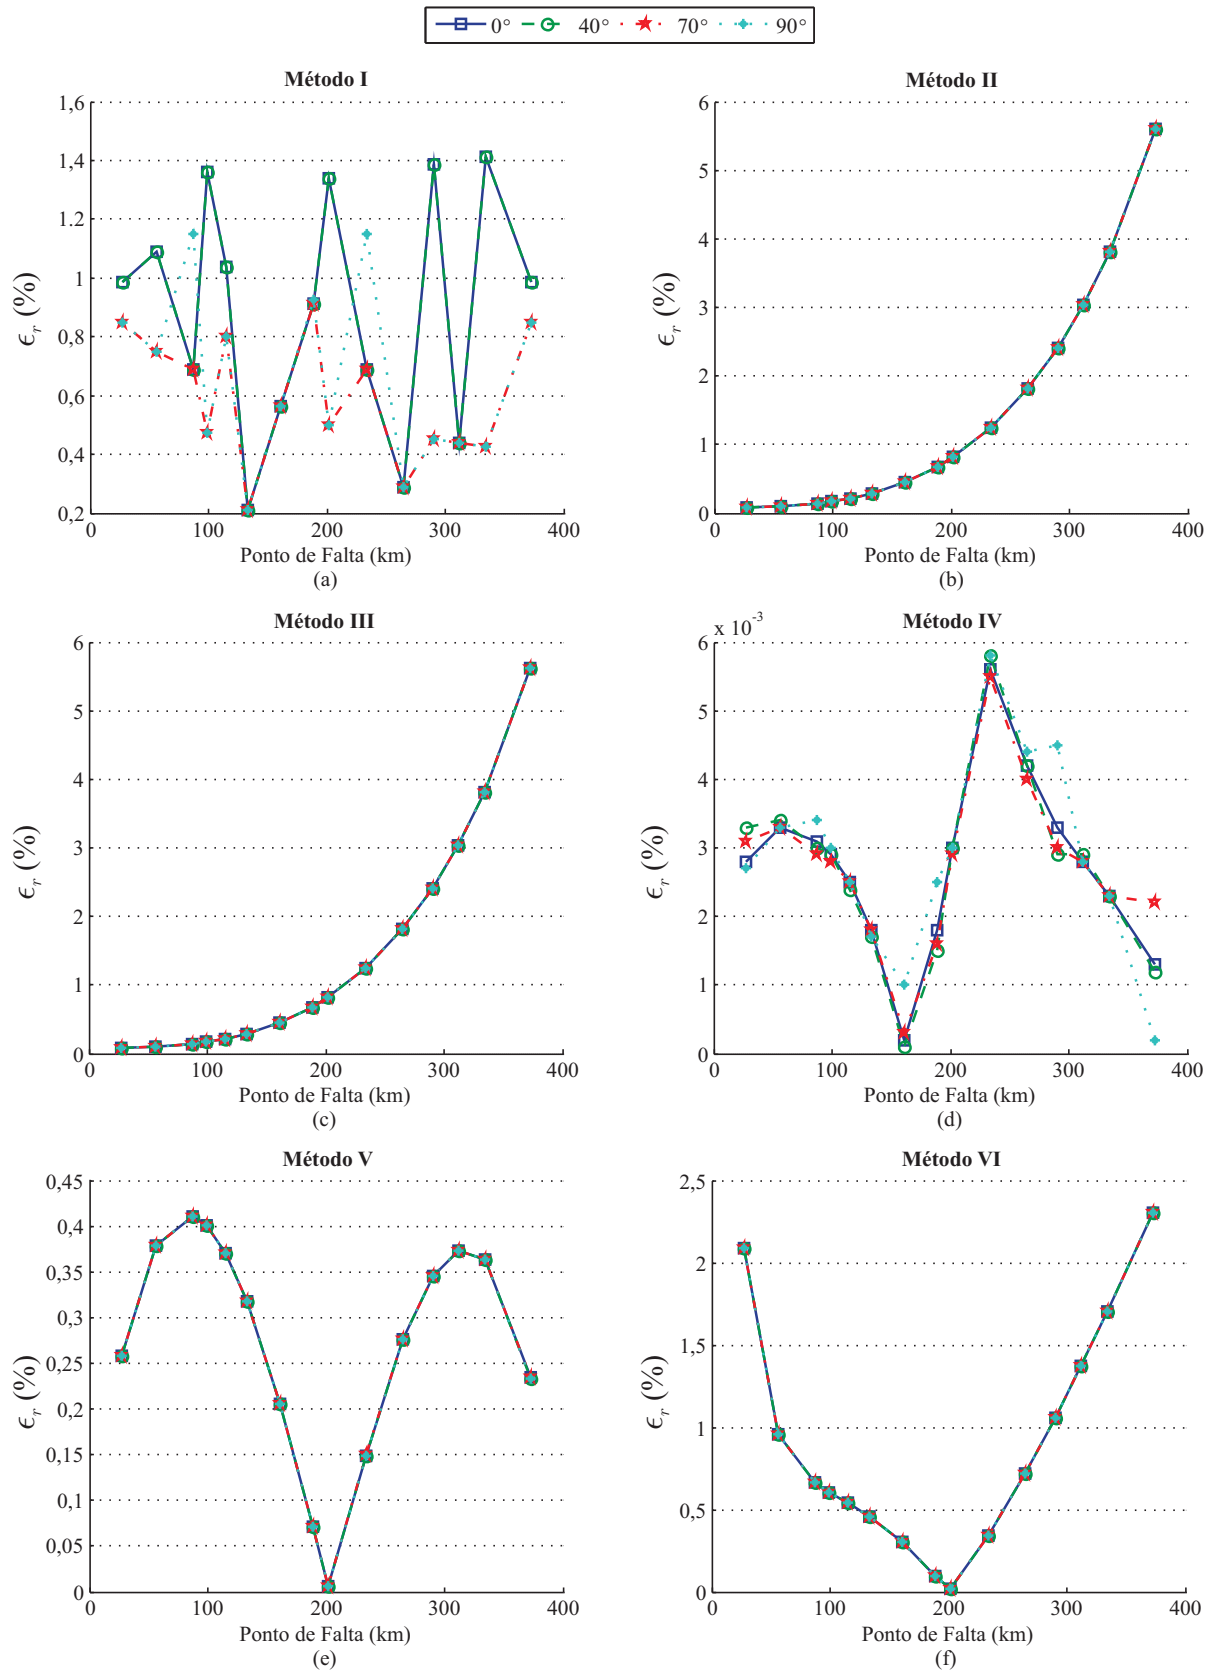 0° 40° 70° 90°
Método I
1,6
1,4
1,2
1
0,8
0,6
0,4
0,2
ϵr (%)
0 100 200 300 400
Ponto de Falta (km)
(a)
Método II
6
5
4
3
2
1
0
ϵr (%)
0 100 200 300 400
Ponto de Falta (km)
(b)
Método III
6
5
4
3
2
1
0
ϵr (%)
0 100 200 300 400
Ponto de Falta (km)
(c)
Método IV
x 10-3
6
5
4
3
2
1
0
ϵr (%)
0 100 200 300 400
Ponto de Falta (km)
(d)
Método V
0,45
0,4
0,35
0,3
0,25
0,2
0,15
0,1
0,05
0
ϵr (%)
0 100 200 300 400
Ponto de Falta (km)
(e)
Método VI
2,5
2
1,5
1
0,5
0
ϵr (%)
0 100 200 300 400
Ponto de Falta (km)
(f)